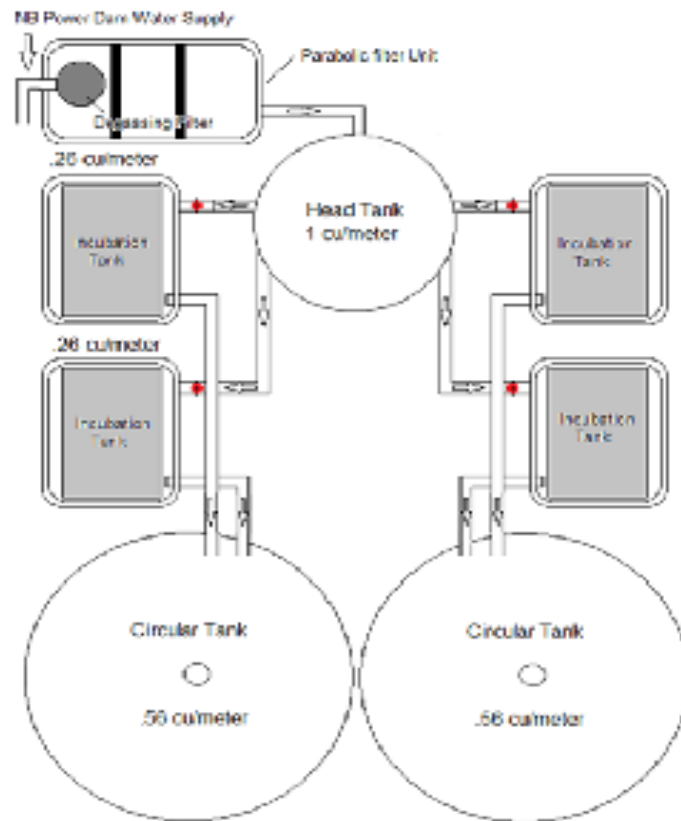 NB Power Dam Water Supply
Parabolic filter Unit
Degassing Filter
.26 cu/meter
Head Tank
1 cu/meter
Incubation
Tank
Incubation
Tank
.26 cu/meter
Incubation
Tank
Incubation
Tank
Circular Tank
Circular Tank
.56 cu/meter
.56 cu/meter